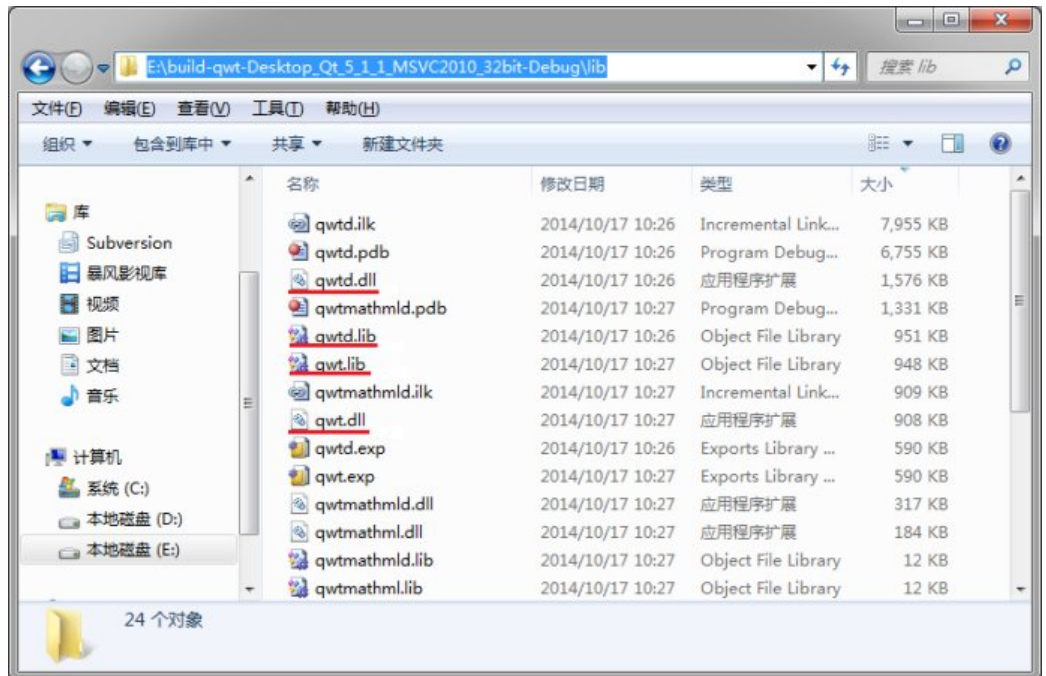 E:\build-qwt-Desktop_Qt_5_1_1_MSVC2010_32bit-Debug\lib 搜索 lib
文件(F) 编辑(E) 查看(V) 工具(T) 帮助(H)
组织 包含到库中 共享 新建文件夹
库
Subversion
暴风影视库
视频
图片
文档
音乐
计算机
系统 (C:)
本地磁盘 (D:)
本地磁盘 (E:)
名称 修改日期 类型 大小
qwtd.ilk 2014/10/17 10:26 Incremental Link... 7,955 KB
qwtd.pdb 2014/10/17 10:26 Program Debug... 6,755 KB
qwtd.dll 2014/10/17 10:26 应用程序扩展 1,576 KB
qwtmathmld.pdb 2014/10/17 10:27 Program Debug... 1,331 KB
qwtd.lib 2014/10/17 10:26 Object File Library 951 KB
qwt.lib 2014/10/17 10:27 Object File Library 948 KB
qwtmathmld.ilk 2014/10/17 10:27 Incremental Link... 909 KB
qwt.dll 2014/10/17 10:27 应用程序扩展 908 KB
qwtd.exp 2014/10/17 10:26 Exports Library ... 590 KB
qwt.exp 2014/10/17 10:27 Exports Library ... 590 KB
qwtmathmld.dll 2014/10/17 10:27 应用程序扩展 317 KB
qwtmathml.dll 2014/10/17 10:27 应用程序扩展 184 KB
qwtmathmld.lib 2014/10/17 10:27 Object File Library 12 KB
qwtmathml.lib 2014/10/17 10:27 Object File Library 12 KB
24 个对象